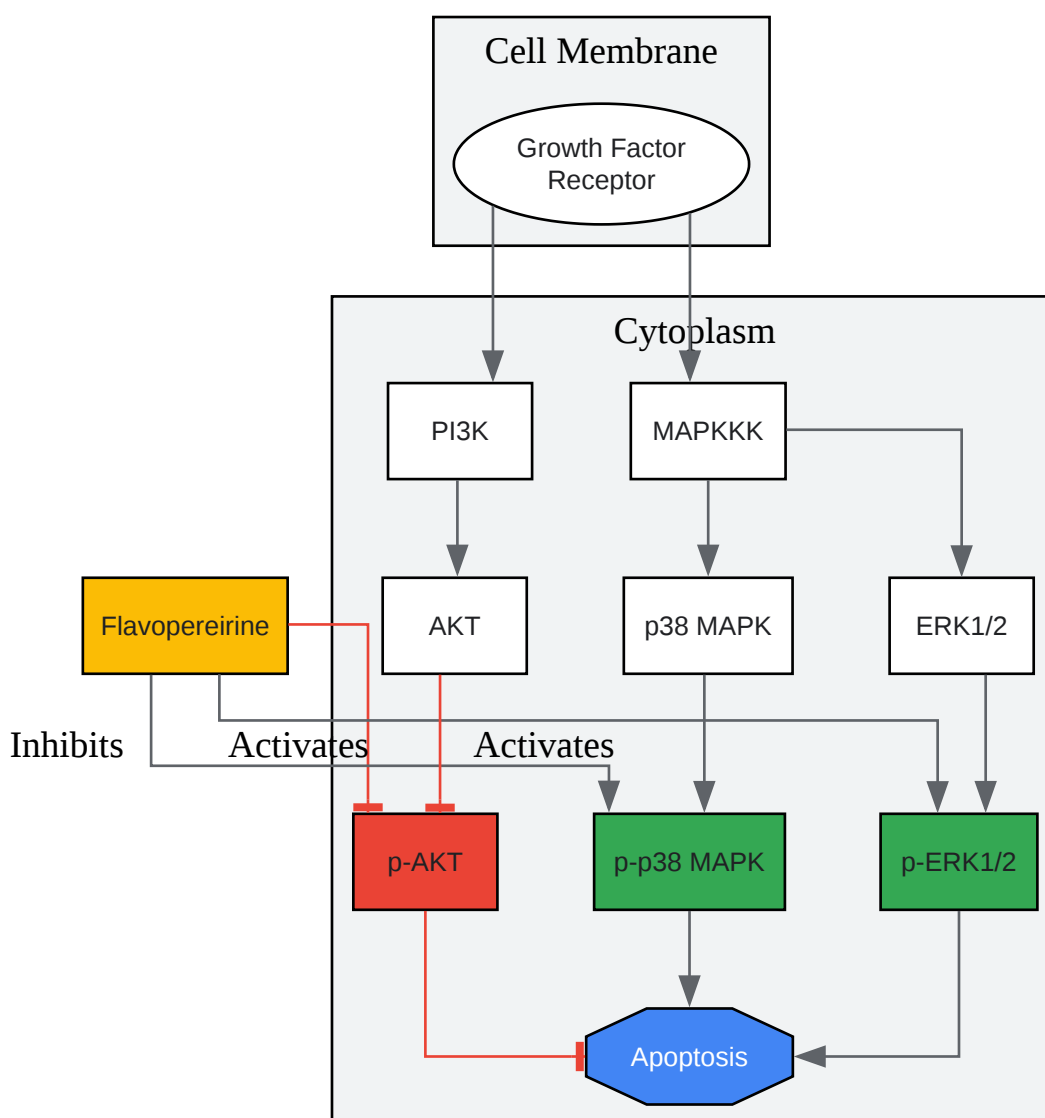 Cell Membrane
Growth Factor
Receptor
Cytoplasm
PI3K
MAPKKK
Flavopereirine
AKT
p38 MAPK
ERK1/2
Inhibits
Activates
Activates
p-AKT
p-p38 MAPK
p-ERK1/2
Apoptosis